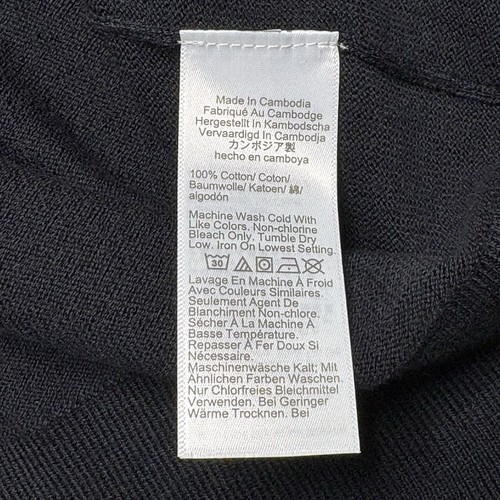 Made In Cambodia
Fabriqué Au Cambodge
Hergestellt In Kambodscha
Vervaardigd In Cambodja
カンボジア製
hecho en camboya
100% Cotton/ Coton/
Baumwolle/ Katoen/ 綿/
algodón
Machine Wash Cold With
Like Colors. Non-chlorine
Bleach Only. Tumble Dry
Low. Iron On Lowest Setting.
30
Lavage En Machine À Froid
Avec Couleurs Similaires.
Seulement Agent De
Blanchiment Non-chlore.
Sécher À La Machine À
Basse Température.
Repasser À Fer Doux Si
Nécessaire.
Maschinenwäsche Kalt; Mit
Ähnlichen Farben Waschen.
Nur Chlorfreies Bleichmittel
Verwenden. Bei Geringer
Wärme Trocknen. Bei